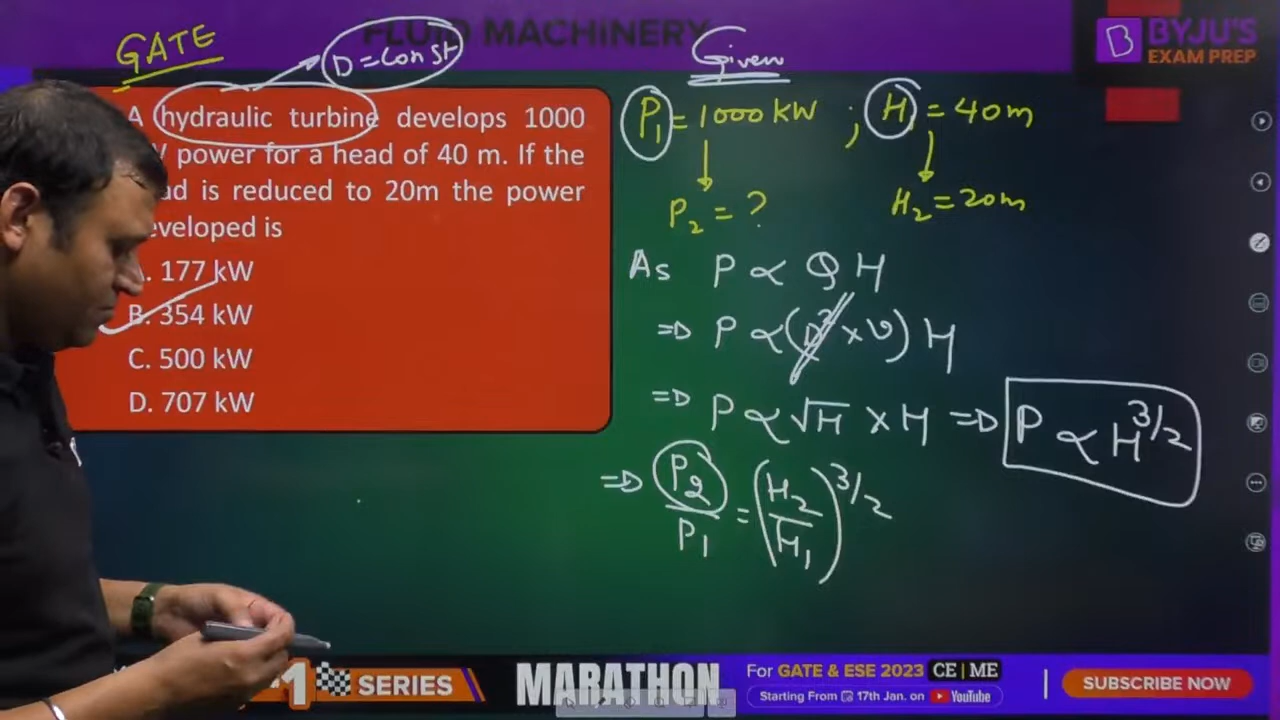 FLUID MACHINERY
BYJU'S
EXAM PREP
GATE
D = Const
Given
A hydraulic turbine develops 1000
power for a head of 40 m. If the
is reduced to 20m the power
is
177 kW
B. 354 kW
C. 500 kW
D. 707 kW
P₁ = 1000 kW ; H₁ = 40m
P₂ = ? H₂ = 20m
As P ∝ Q H
⇒ P ∝ (D² × v) H
⇒ P ∝ √H × H ⇒ P ∝ H^3/2
⇒ P₂/P₁ = (H₂/H₁)^3/2
SERIES
MARATHON
For GATE & ESE 2023 CE | ME
Starting From 17th Jan. on YouTube
SUBSCRIBE NOW